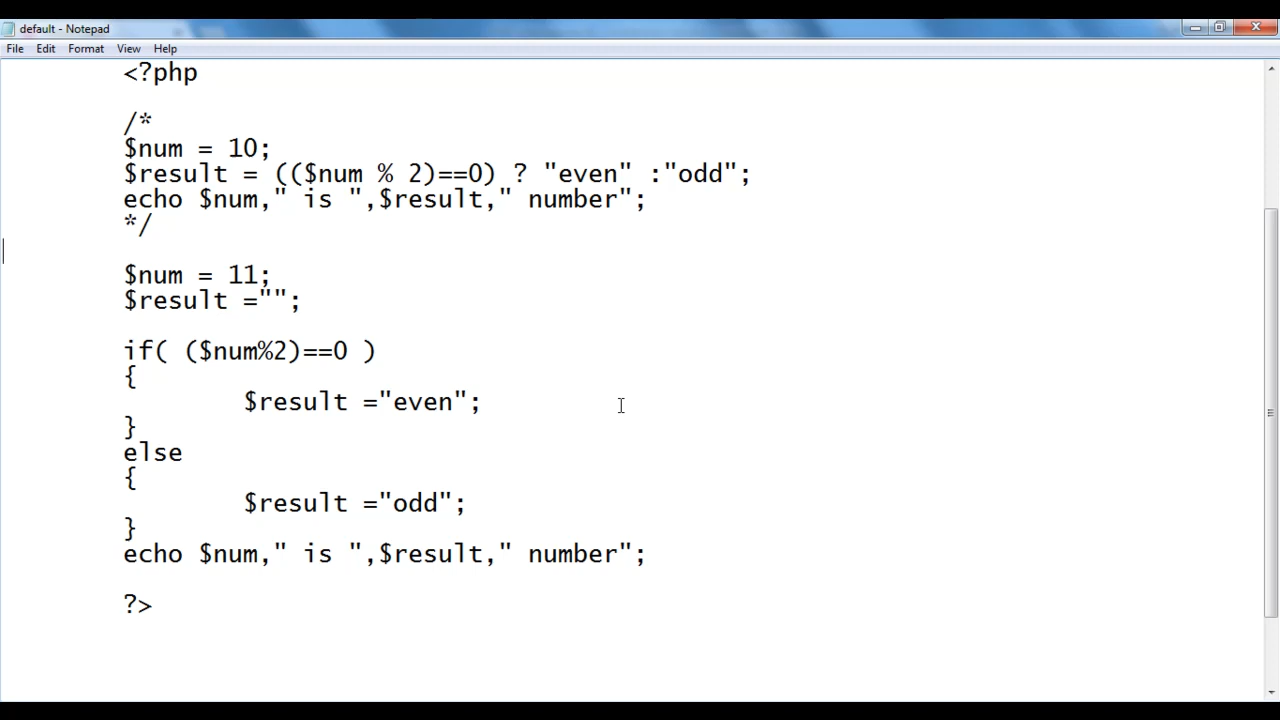 default - Notepad
File Edit Format View Help
<?php
/*
$num = 10;
$result = (($num % 2)==0) ? "even" :"odd";
echo $num," is ",$result," number";
*/
$num = 11;
$result ="";
if( ($num%2)==0 )
{
$result ="even";
}
else
{
$result ="odd";
}
echo $num," is ",$result," number";
?>